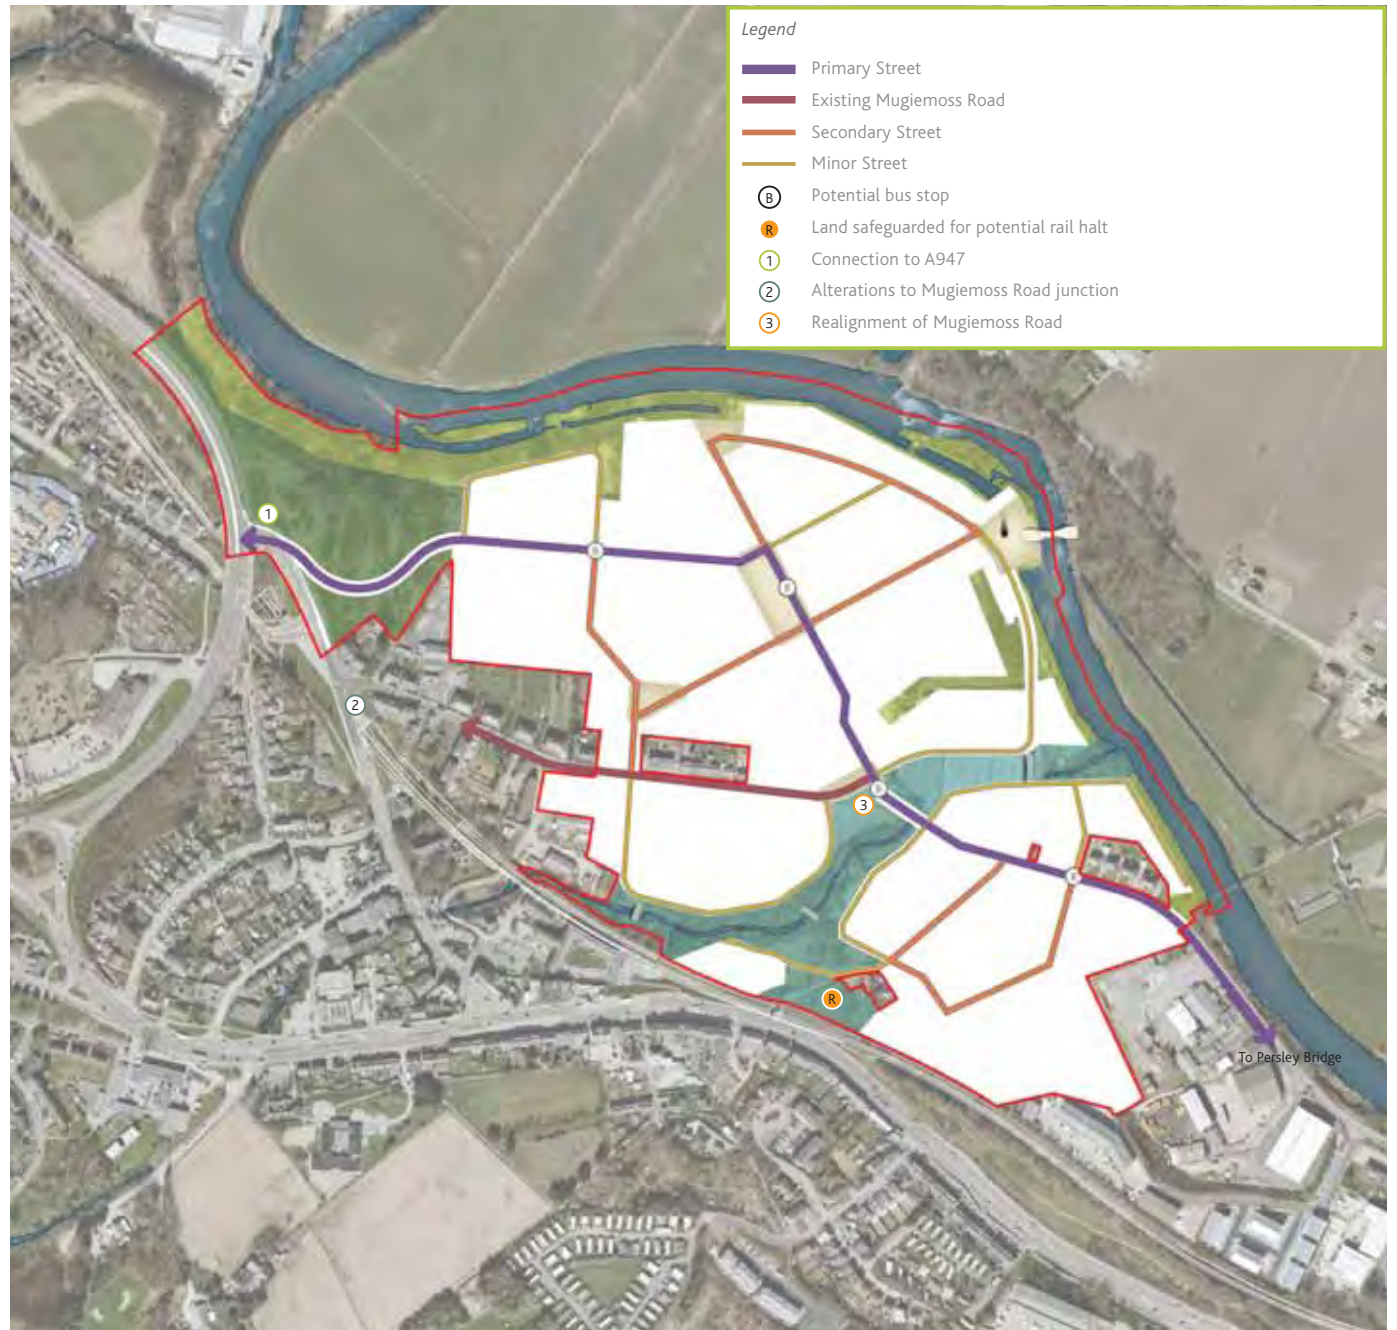 Legend
Primary Street
Existing Mugiemoss Road
Secondary Street
Minor Street
B Potential bus stop
R Land safeguarded for potential rail halt
1 Connection to A947
2 Alterations to Mugiemoss Road junction
3 Realignment of Mugiemoss Road
1
B
B
2
B
3
B
R
To Persley Bridge